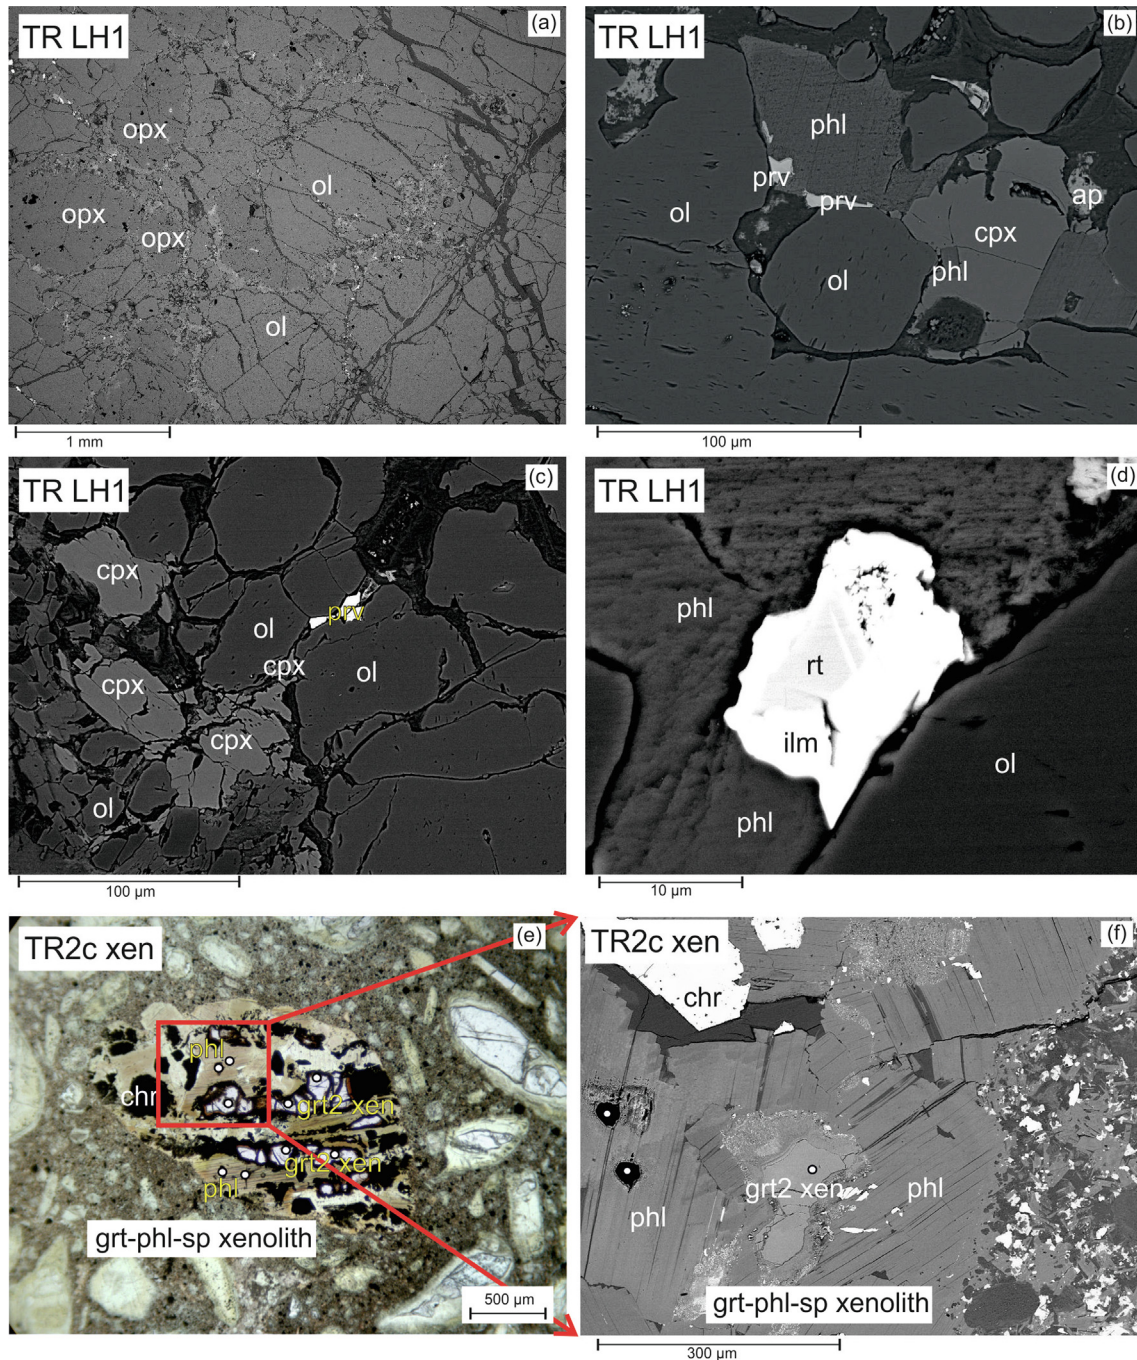 TR LH1
(a)
opx
ol
opx
opx
ol
1 mm
TR LH1
(b)
phl
prv
prv
ap
ol
cpx
phl
ol
100 µm
TR LH1
(c)
cpx
prv
ol
cpx
ol
cpx
cpx
ol
100 µm
TR LH1
(d)
phl
rt
ilm
ol
phl
10 µm
TR2c xen
(e)
phl
chr
grt2 xen
grt2 xen
phl
grt-phl-sp xenolith
500 µm
TR2c xen
(f)
chr
grt2 xen
phl
phl
grt-phl-sp xenolith
300 µm